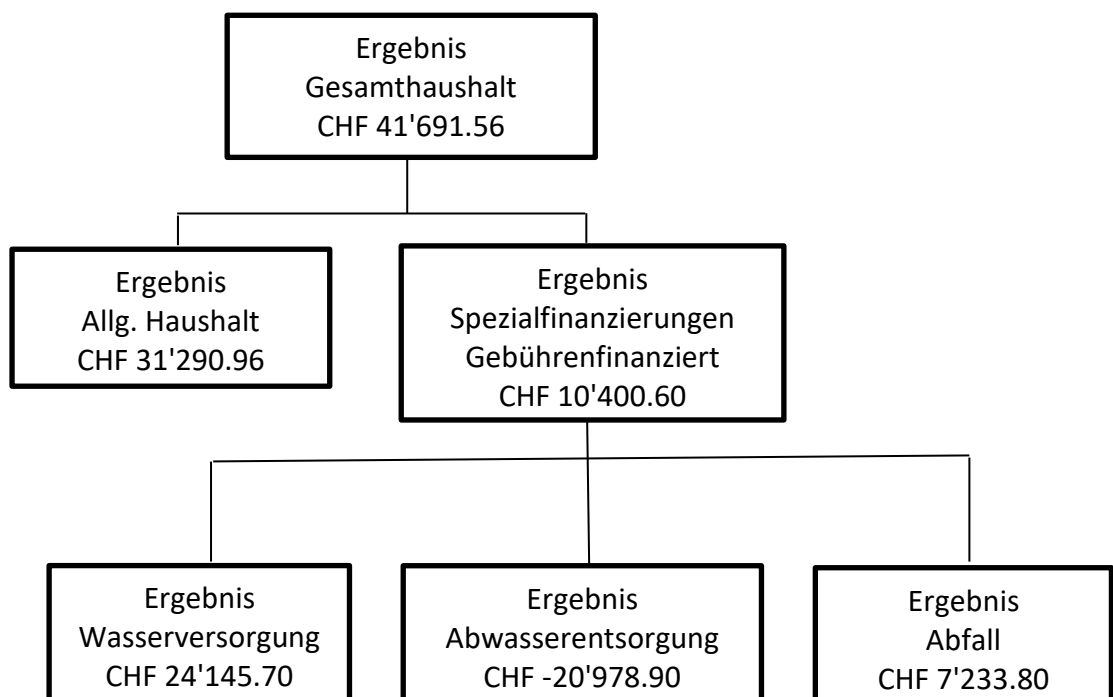 Ergebnis
Gesamthaushalt
CHF 41'691.56
Ergebnis
Allg. Haushalt
CHF 31'290.96
Ergebnis
Spezialfinanzierungen
Gebührenfinanziert
CHF 10'400.60
Ergebnis
Wasserversorgung
CHF 24'145.70
Ergebnis
Abwasserentsorgung
CHF -20'978.90
Ergebnis
Abfall
CHF 7'233.80